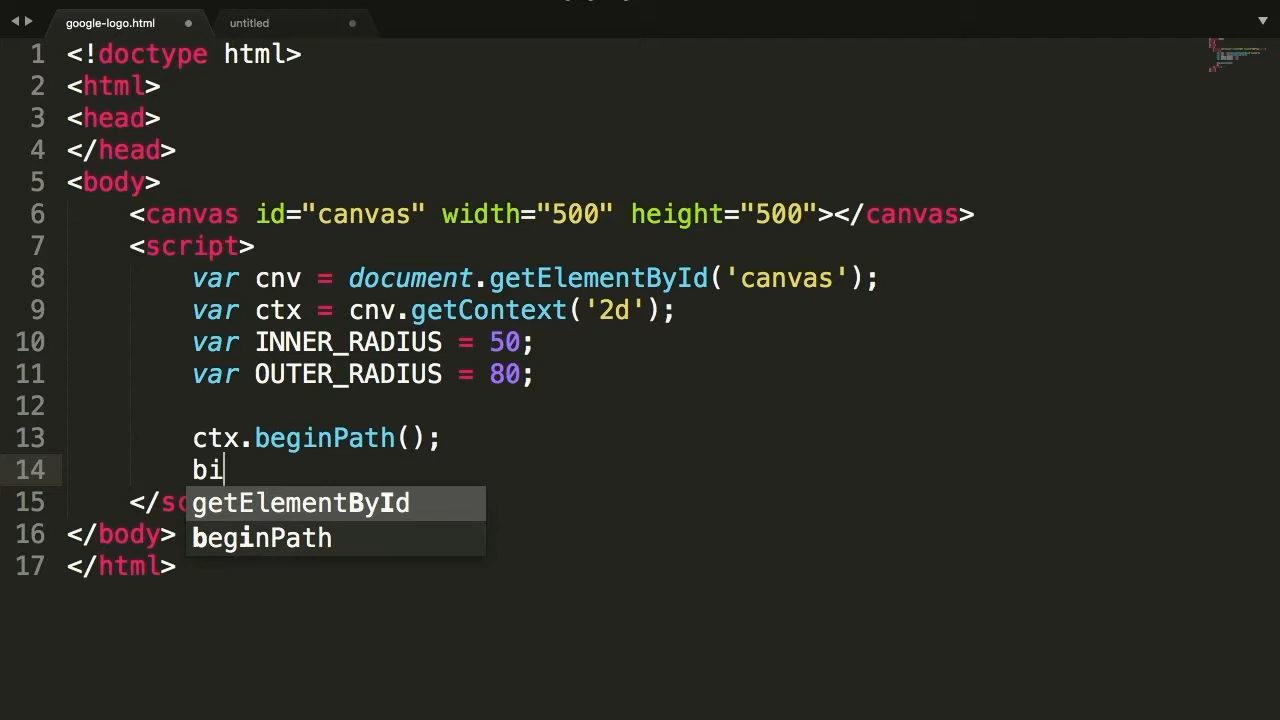 google-logo.html untitled
1 <!doctype html>
2 <html>
3 <head>
4 </head>
5 <body>
6 <canvas id="canvas" width="500" height="500"></canvas>
7 <script>
8 var cnv = document.getElementById('canvas');
9 var ctx = cnv.getContext('2d');
10 var INNER_RADIUS = 50;
11 var OUTER_RADIUS = 80;
12
13 ctx.beginPath();
14 bi
15 </sc
getElementById
16 </body>
beginPath
17 </html>